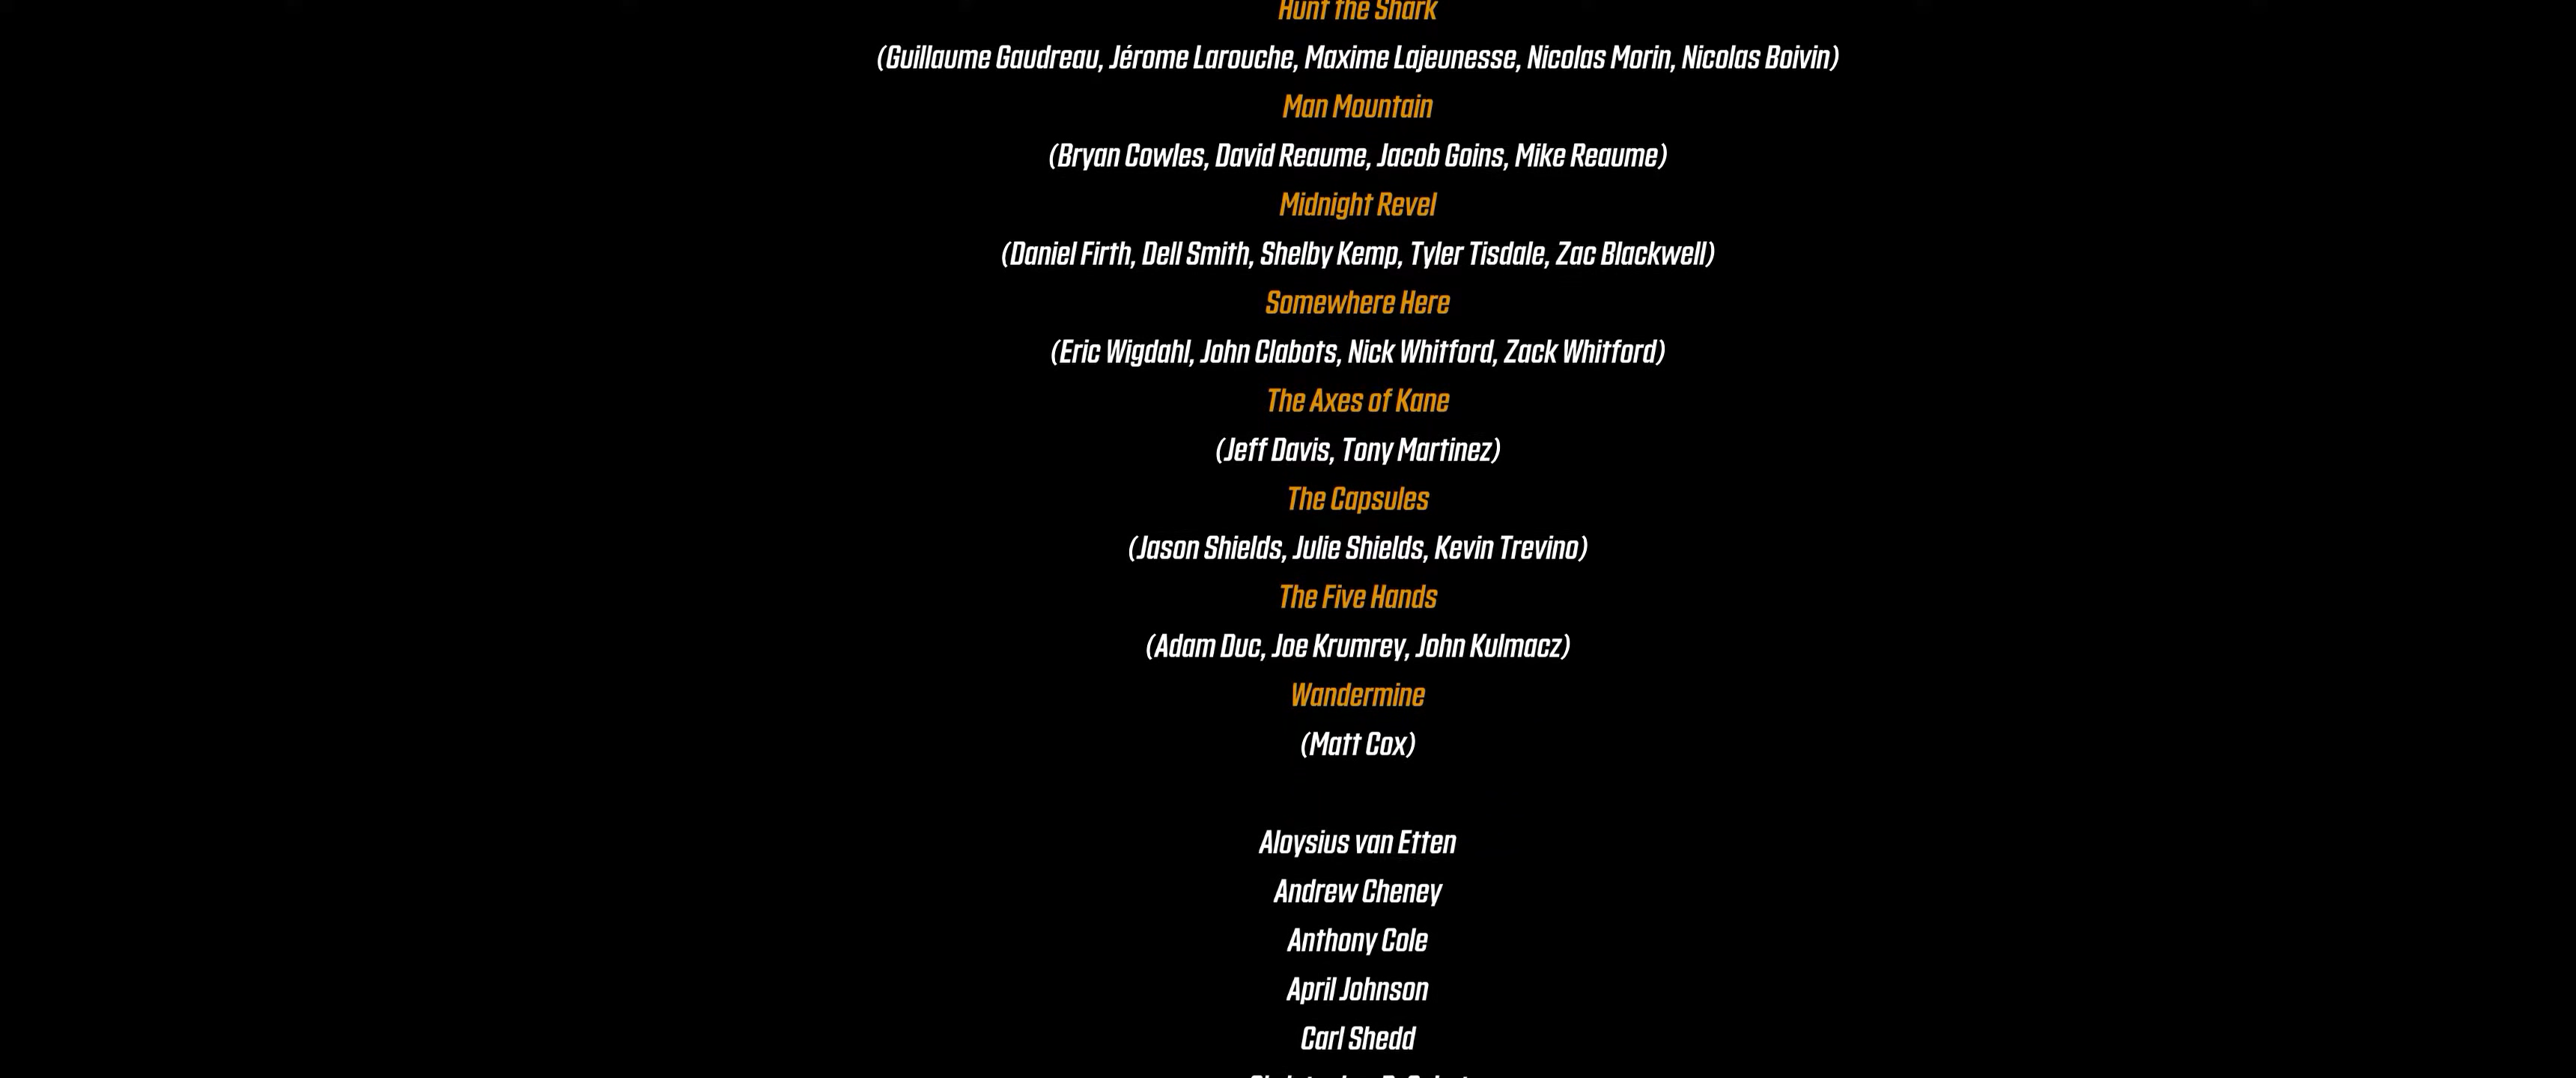 Hunt the Shark
(Guillaume Gaudreau, Jérome Larouche, Maxime Lajeunesse, Nicolas Morin, Nicolas Boivin)
Man Mountain
(Bryan Cowles, David Reaume, Jacob Goins, Mike Reaume)
Midnight Revel
(Daniel Firth, Dell Smith, Shelby Kemp, Tyler Tisdale, Zac Blackwell)
Somewhere Here
(Eric Wigdahl, John Clabots, Nick Whitford, Zack Whitford)
The Axes of Kane
(Jeff Davis, Tony Martinez)
The Capsules
(Jason Shields, Julie Shields, Kevin Trevino)
The Five Hands
(Adam Duc, Joe Krumrey, John Kulmacz)
Wandermine
(Matt Cox)
Aloysius van Etten
Andrew Cheney
Anthony Cole
April Johnson
Carl Shedd